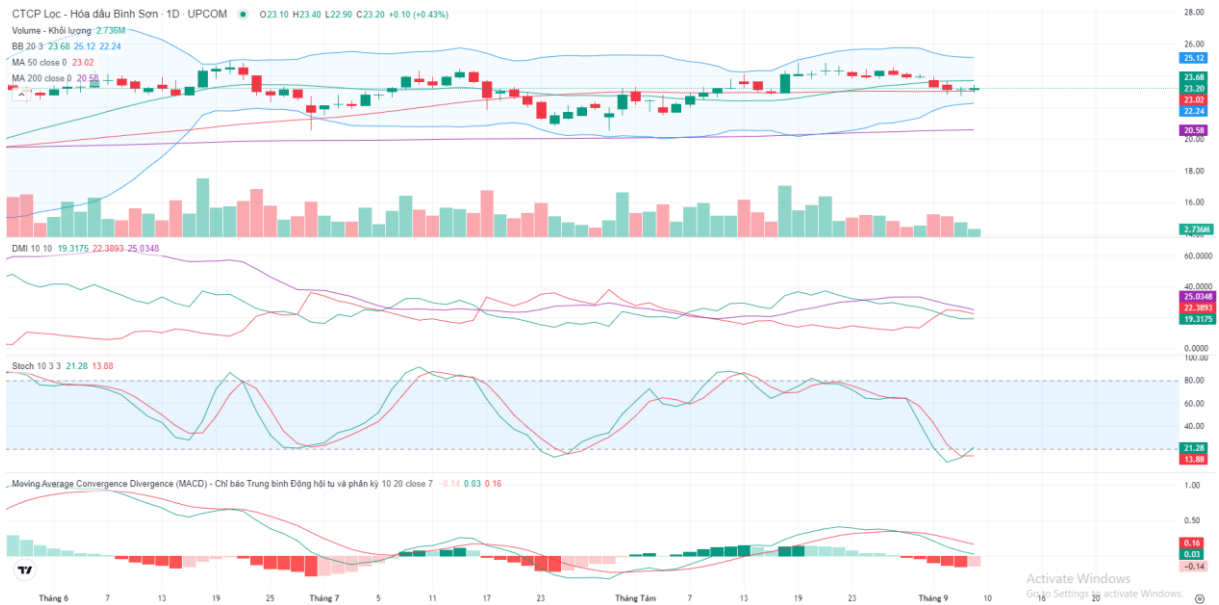 CTCP Lọc - Hóa dầu Bình Sơn · 1D · UPCOM O23.10 H23.40 L22.90 C23.20 +0.10 (+0.43%)
Volume - Khối lượng 2.736M
BB 20 3 23.68 25.12 22.24
MA 50 close 0 23.02
MA 200 close 0 20.58
28.00
26.00
25.12
23.68
23.20
23.02
22.24
20.58
20.00
18.00
16.00
2.736M
DMI 10 10 19.3175 22.3893 25.0348
60.0000
40.0000
25.0348
22.3893
19.3175
0.0000
Stoch 10 3 3 21.28 13.88
100.00
80.00
60.00
40.00
21.28
13.88
Moving Average Convergence Divergence (MACD) - Chỉ báo Trung bình Động hội tụ và phân kỳ 10 20 close 7 −0.14 0.03 0.16
1.00
0.50
0.16
0.03
−0.14
Activate Windows
Go to Settings to activate Windows.
Tháng 6 7 13 19 25 Tháng 7 5 11 17 23 Tháng Tám 7 13 19 23 Tháng 9 10 16 20